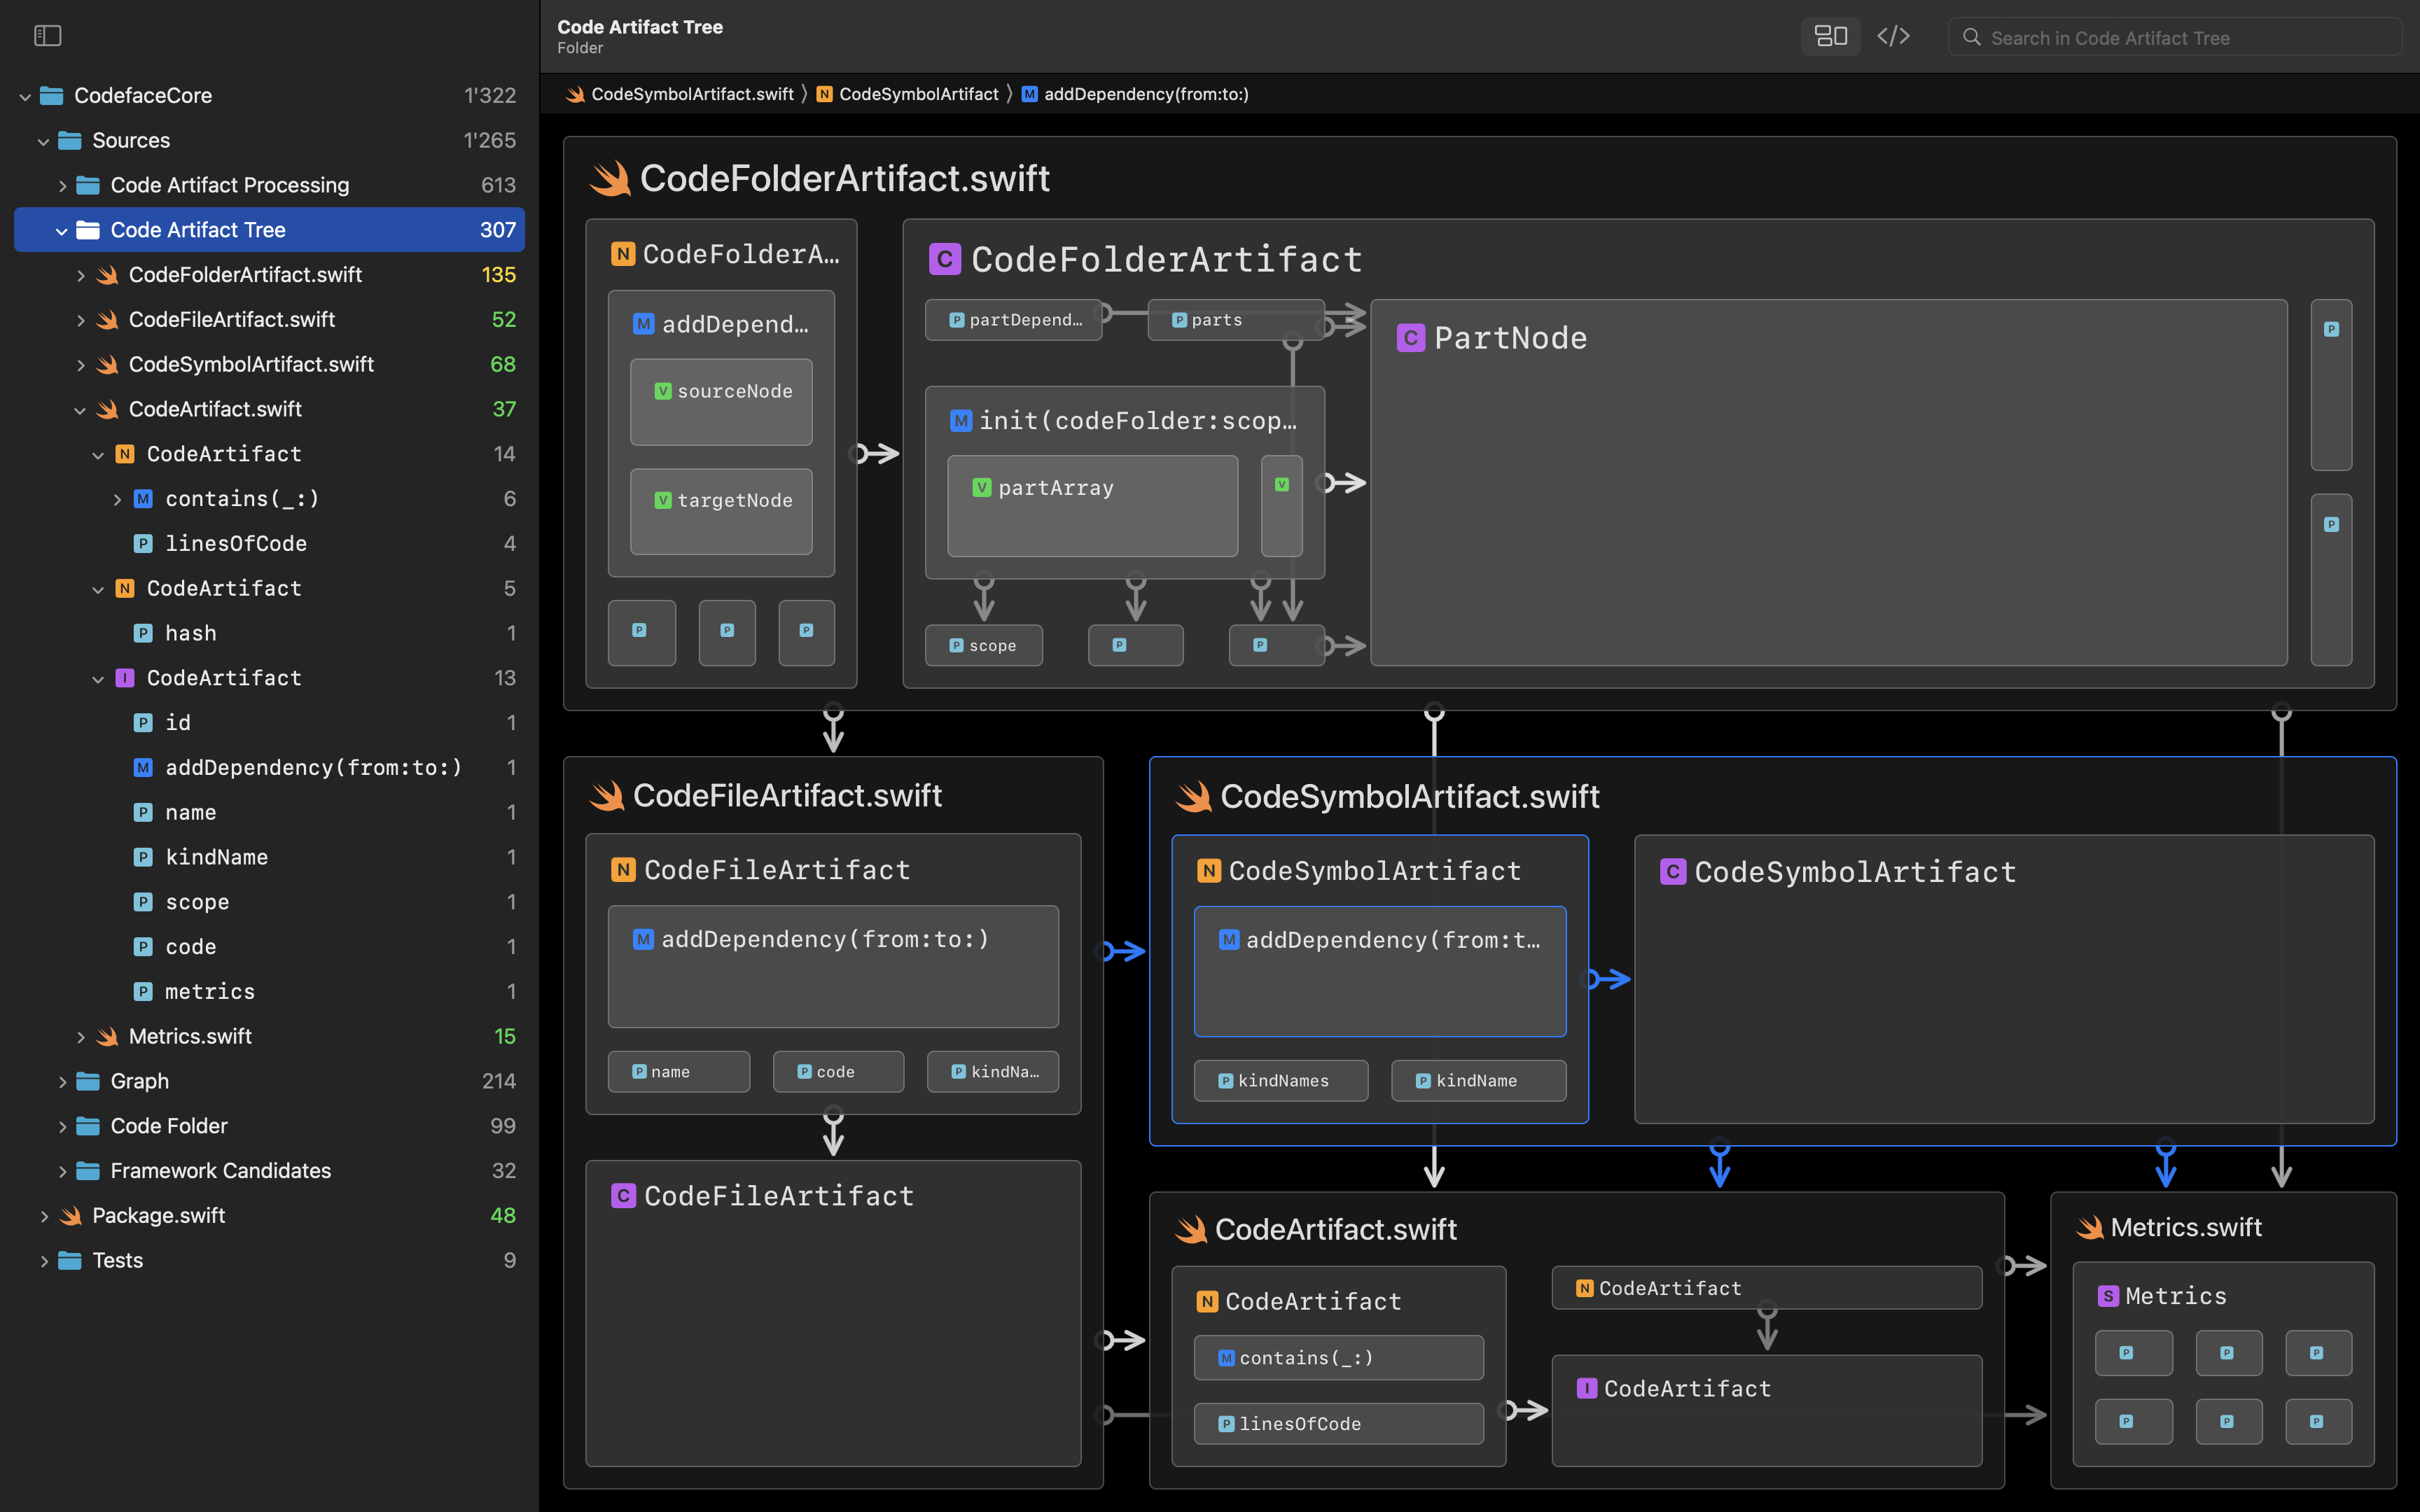 CodefaceCore 1'322
Sources 1'265
Code Artifact Processing 613
Code Artifact Tree 307
CodeFolderArtifact.swift 135
CodeFileArtifact.swift 52
CodeSymbolArtifact.swift 68
CodeArtifact.swift 37
N CodeArtifact 14
M contains(_:) 6
P linesOfCode 4
N CodeArtifact 5
P hash 1
I CodeArtifact 13
P id 1
M addDependency(from:to:) 1
P name 1
P kindName 1
P scope 1
P code 1
P metrics 1
Metrics.swift 15
Graph 214
Code Folder 99
Framework Candidates 32
Package.swift 48
Tests 9
Code Artifact Tree
Folder
</>
Search in Code Artifact Tree
CodeSymbolArtifact.swift 〉 N CodeSymbolArtifact 〉 M addDependency(from:to:)
CodeFolderArtifact.swift
N CodeFolderA…
M addDepend…
V sourceNode
V targetNode
P P P
C CodeFolderArtifact
P partDepend… P parts
M init(codeFolder:scop…
V partArray V
P scope P P
C PartNode
P
P
CodeFileArtifact.swift
N CodeFileArtifact
M addDependency(from:to:)
P name P code P kindNa…
C CodeFileArtifact
CodeSymbolArtifact.swift
N CodeSymbolArtifact
M addDependency(from:t…
P kindNames P kindName
C CodeSymbolArtifact
CodeArtifact.swift
N CodeArtifact
M contains(_:)
P linesOfCode
N CodeArtifact
I CodeArtifact
Metrics.swift
S Metrics
P P P
P P P